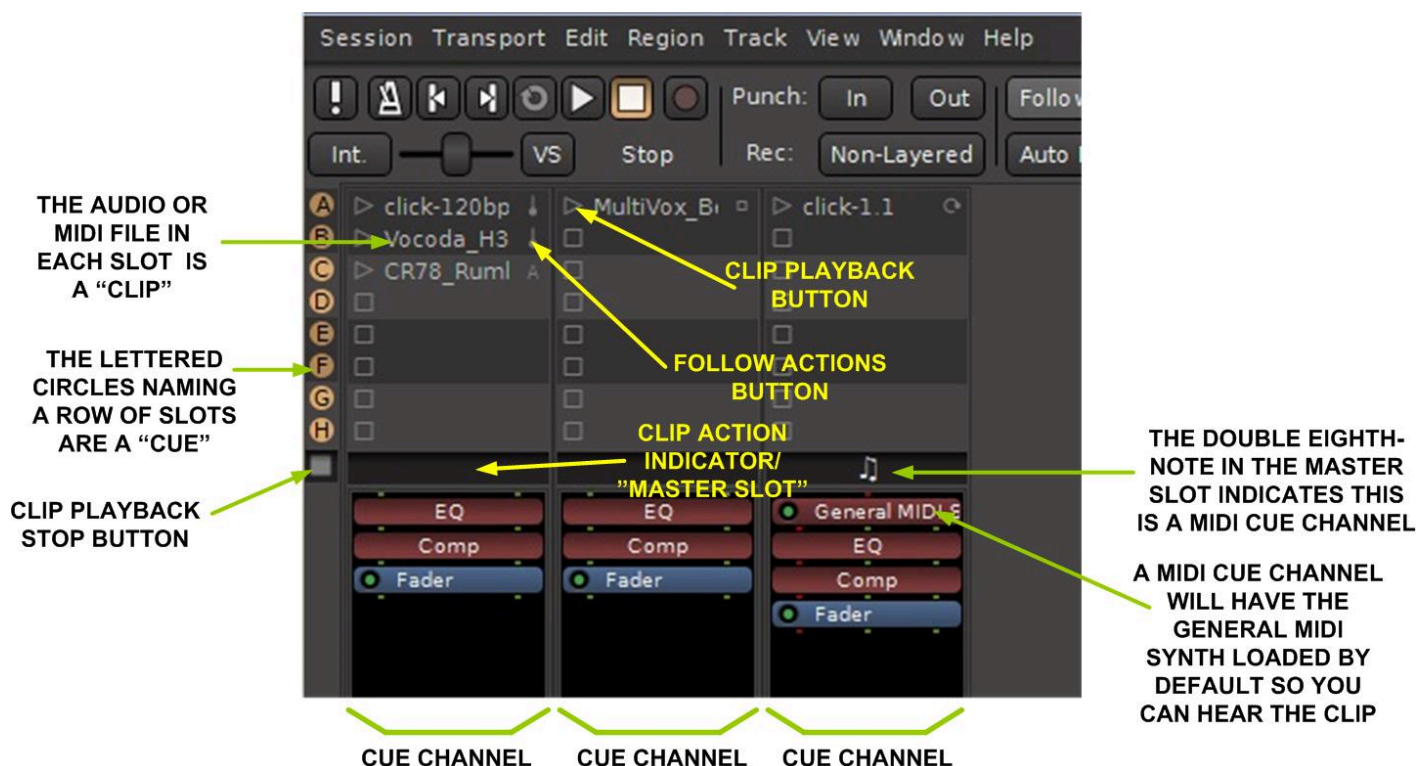 Session Transport Edit Region Track View Window Help
Punch: In Out Follow
Int. VS Stop Rec: Non-Layered Auto
THE AUDIO OR
MIDI FILE IN
EACH SLOT IS
A “CLIP”
A click-120bp MultiVox_B click-1.1
B Vocoda_H3
C CR78_Ruml A
D
E
F
G
H
CLIP PLAYBACK
BUTTON
FOLLOW ACTIONS
BUTTON
THE LETTERED
CIRCLES NAMING
A ROW OF SLOTS
ARE A “CUE”
CLIP ACTION
INDICATOR/
”MASTER SLOT”
CLIP PLAYBACK
STOP BUTTON
THE DOUBLE EIGHTH-
NOTE IN THE MASTER
SLOT INDICATES THIS
IS A MIDI CUE CHANNEL
EQ EQ General MIDI S
Comp Comp EQ
Fader Fader Comp
Fader
A MIDI CUE CHANNEL
WILL HAVE THE
GENERAL MIDI
SYNTH LOADED BY
DEFAULT SO YOU
CAN HEAR THE CLIP
CUE CHANNEL CUE CHANNEL CUE CHANNEL